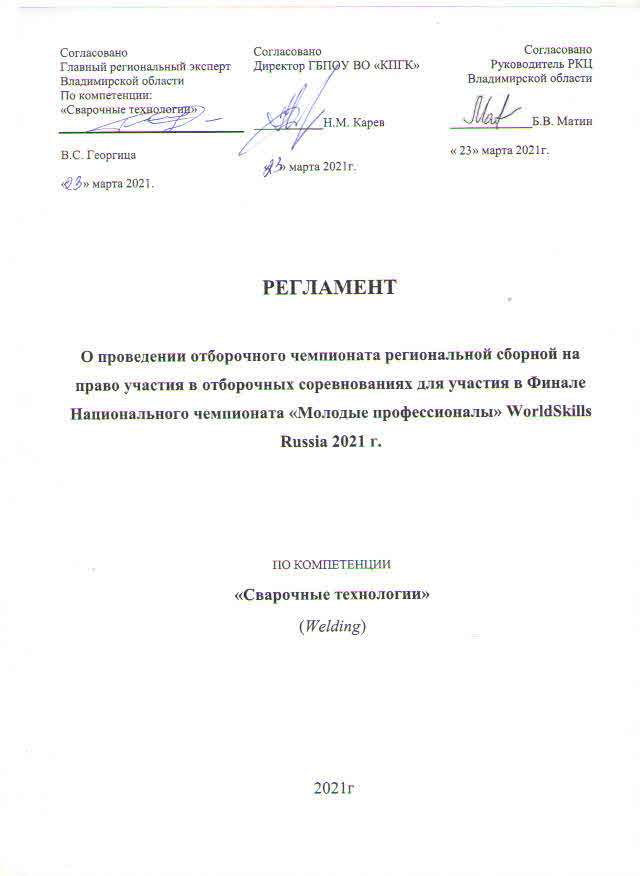 Согласовано
Главный региональный эксперт
Владимирской области
По компетенции:
«Сварочные технологии»
В.С. Георгица
«23» марта 2021.
Согласовано
Директор ГБПОУ ВО «КПГК»
Н.М. Карев
«23» марта 2021г.
Согласовано
Руководитель РКЦ
Владимирской области
Б.В. Матин
« 23» марта 2021г.
РЕГЛАМЕНТ
О проведении отборочного чемпионата региональной сборной на
право участия в отборочных соревнованиях для участия в Финале
Национального чемпионата «Молодые профессионалы» WorldSkills
Russia 2021 г.
ПО КОМПЕТЕНЦИИ
«Сварочные технологии»
(Welding)
2021г